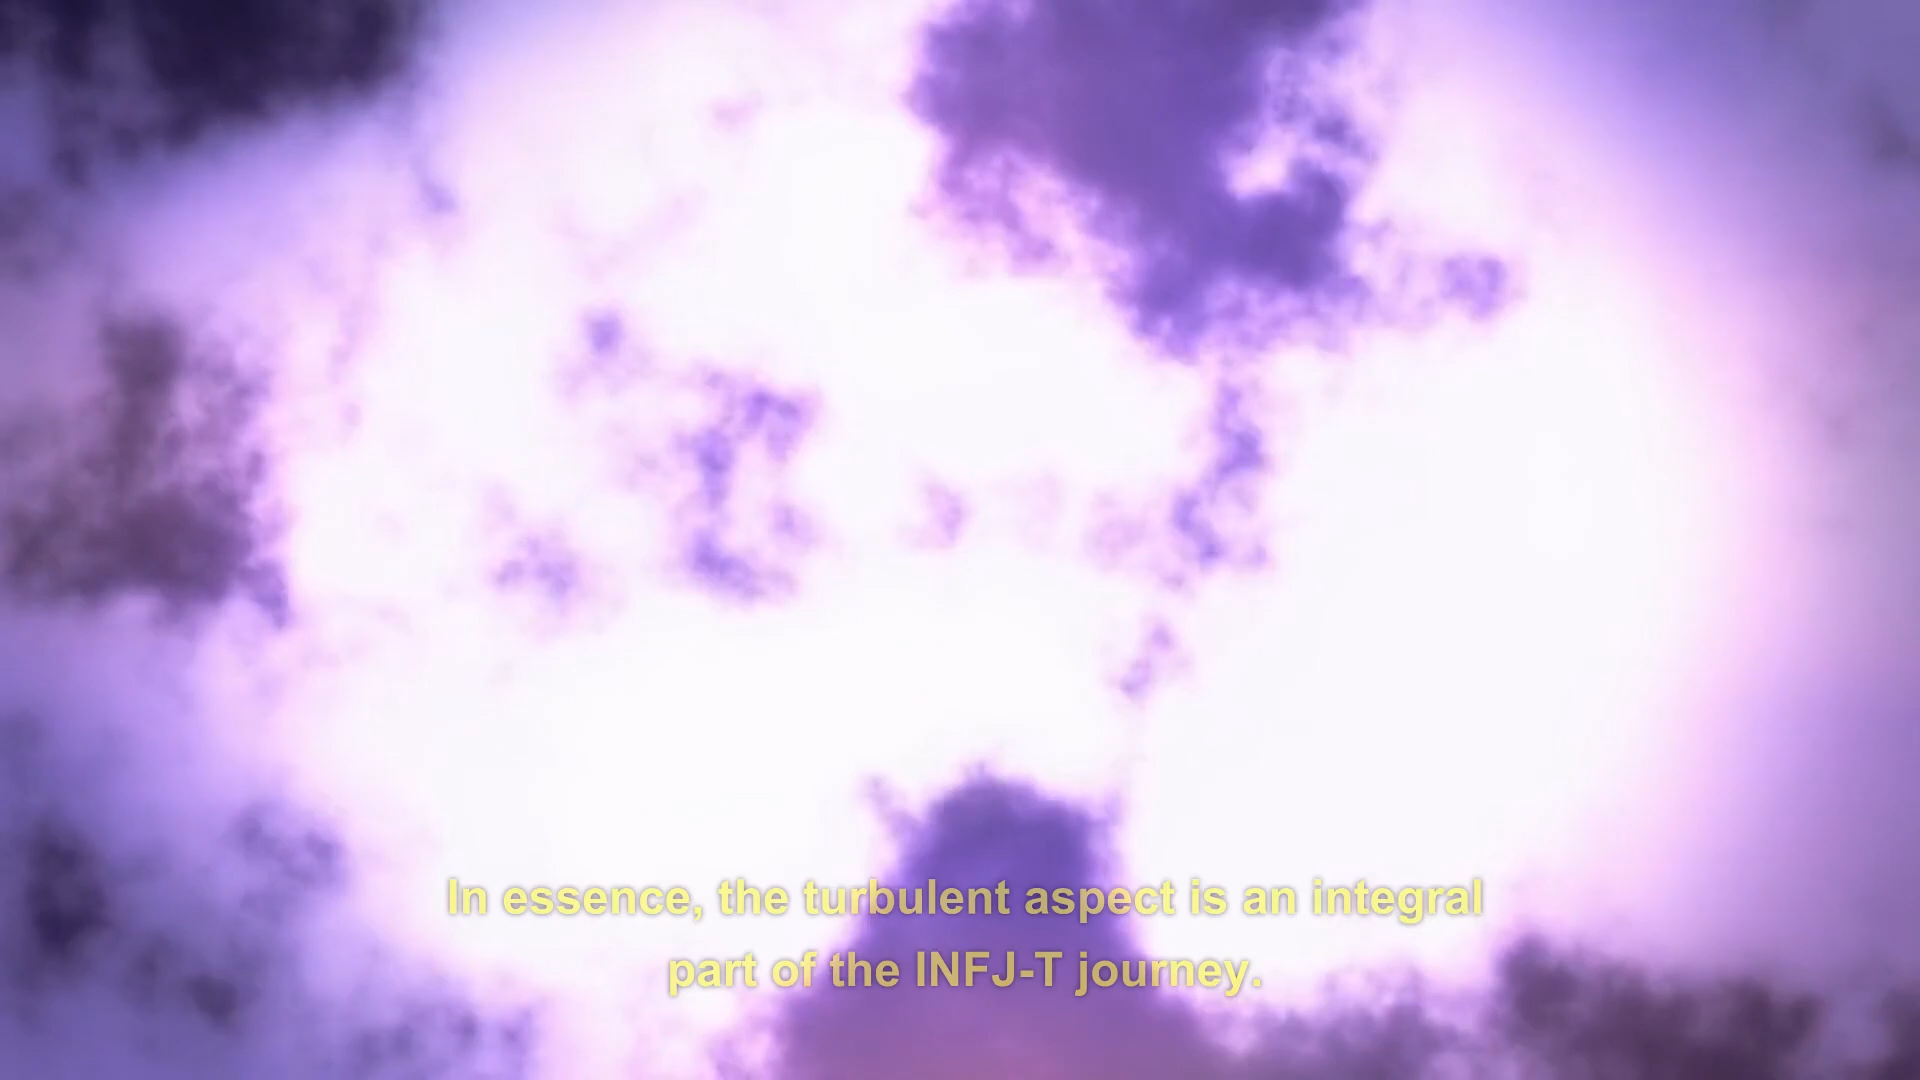 In essence, the turbulent aspect is an integral
part of the INFJ-T journey.